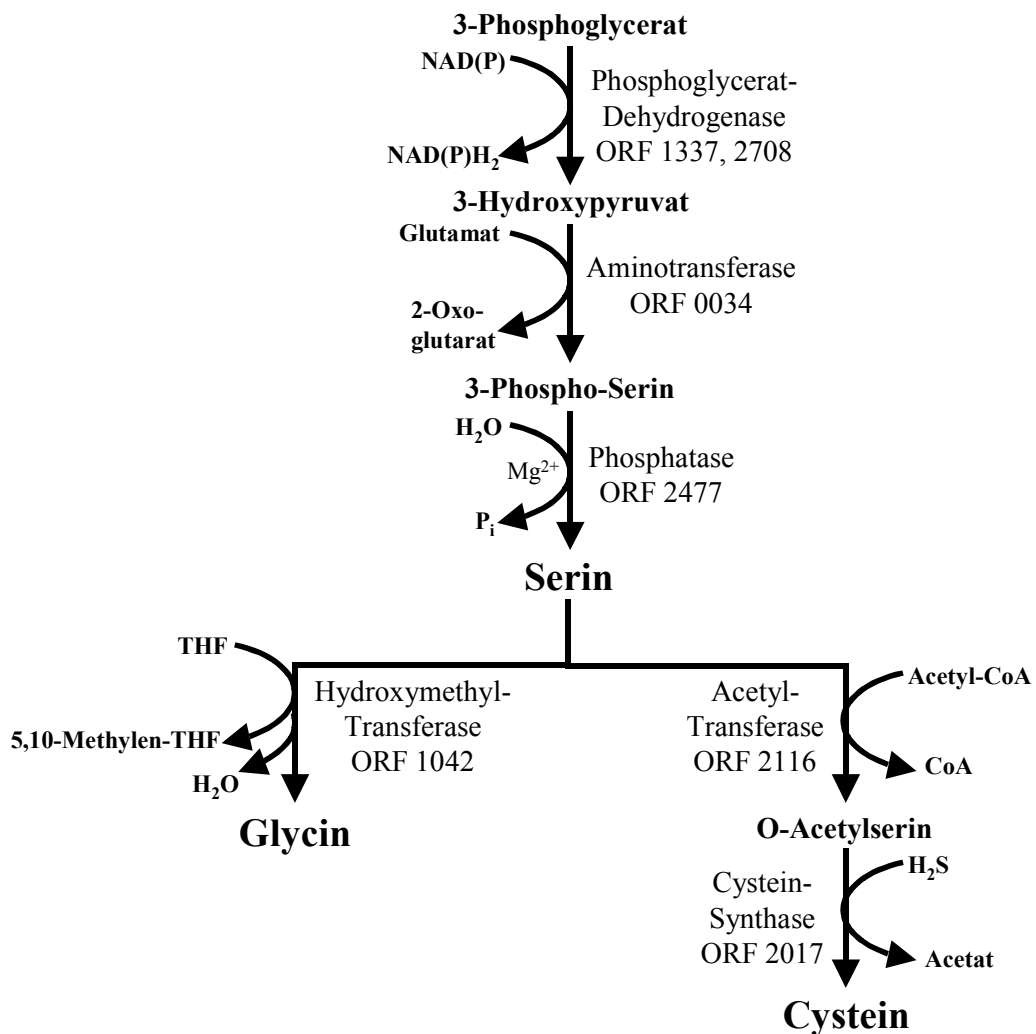 3-Phosphoglycerat
NAD(P)
Phosphoglycerat-
Dehydrogenase
ORF 1337, 2708
NAD(P)H₂
3-Hydroxypyruvat
Glutamat
Aminotransferase
ORF 0034
2-Oxo-
glutarat
3-Phospho-Serin
H₂O
Mg²⁺
Phosphatase
ORF 2477
Pᵢ
Serin
THF
Hydroxymethyl-
Transferase
ORF 1042
5,10-Methylen-THF
H₂O
Glycin
Acetyl-
Transferase
ORF 2116
Acetyl-CoA
CoA
O-Acetylserin
H₂S
Cystein-
Synthase
ORF 2017
Acetat
Cystein